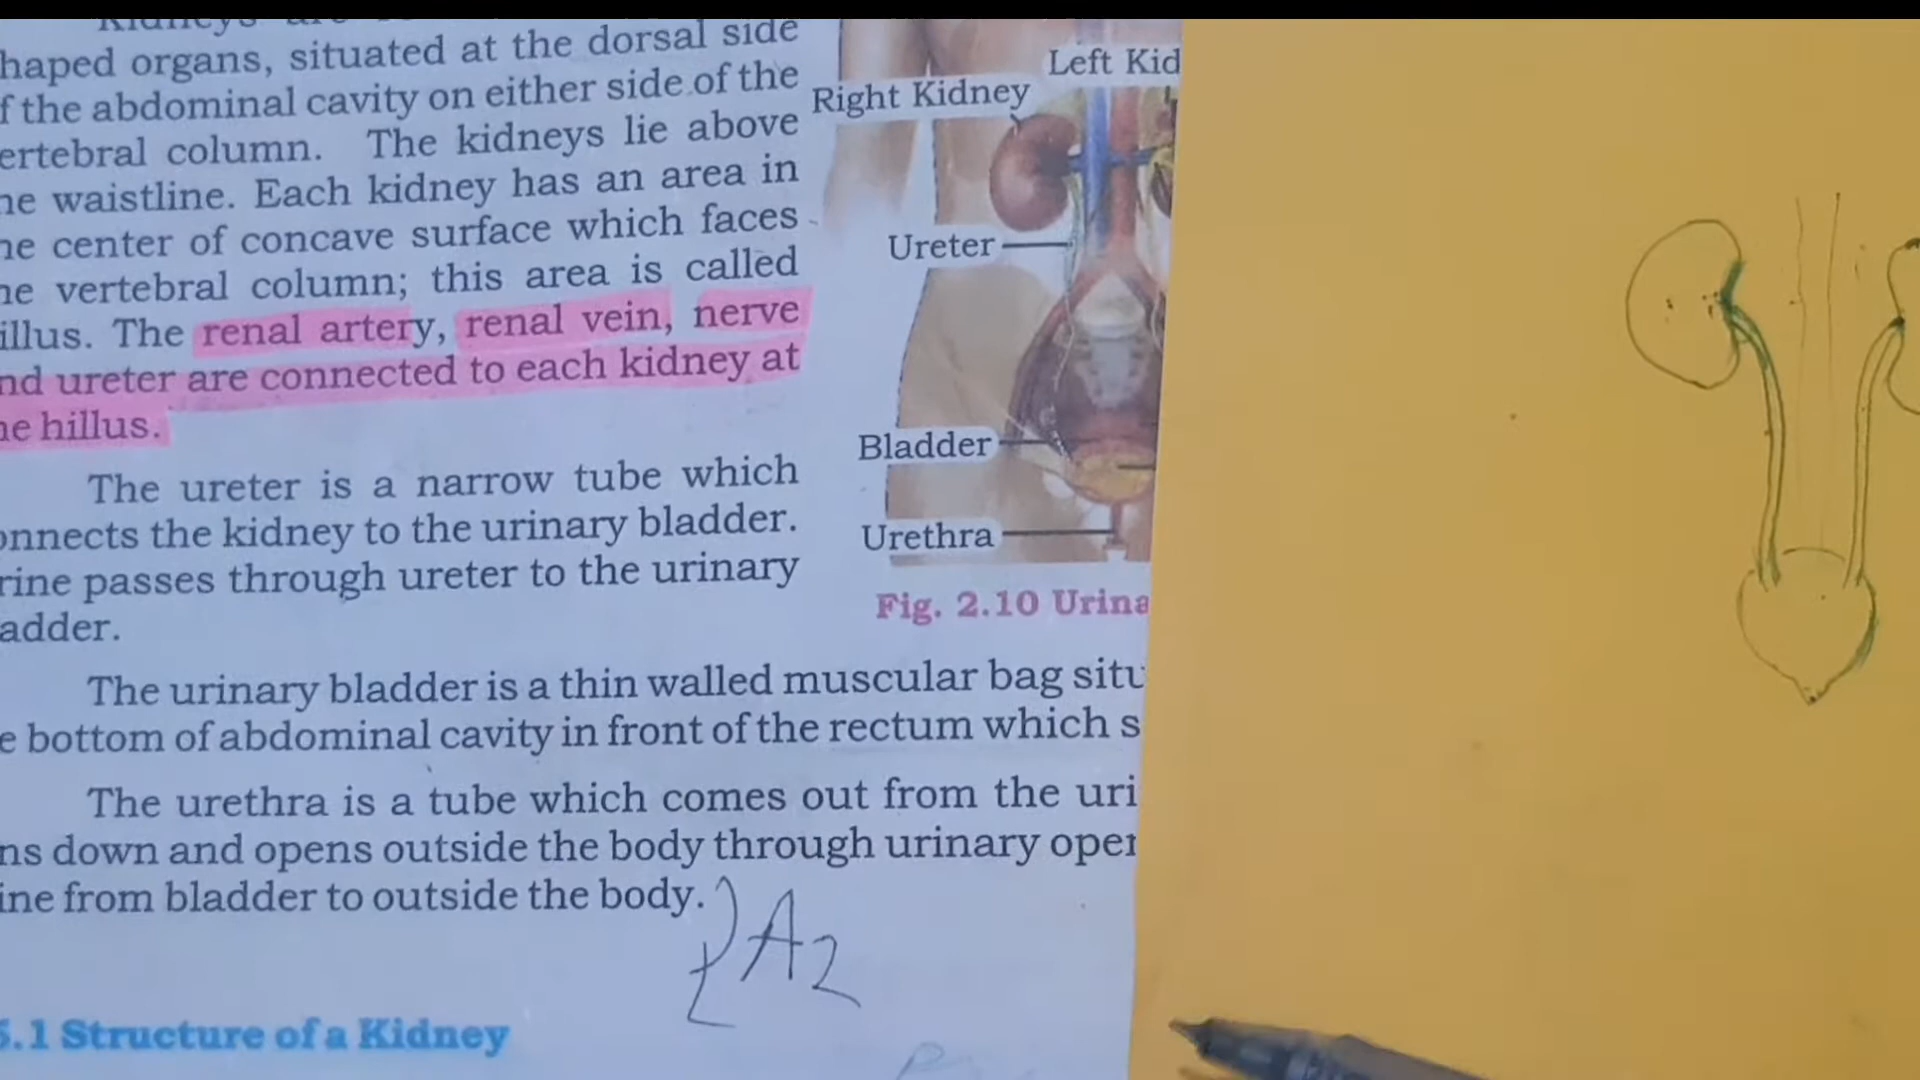 Kidneys are
haped organs, situated at the dorsal side
f the abdominal cavity on either side of the
ertebral column. The kidneys lie above
he waistline. Each kidney has an area in
he center of concave surface which faces
he vertebral column; this area is called
illus. The renal artery, renal vein, nerve
nd ureter are connected to each kidney at
he hillus.
The ureter is a narrow tube which
onnects the kidney to the urinary bladder.
rine passes through ureter to the urinary
adder.
Left Kid
Right Kidney
Ureter
Bladder
Urethra
Fig. 2.10 Urina
The urinary bladder is a thin walled muscular bag situ
e bottom of abdominal cavity in front of the rectum which s
The urethra is a tube which comes out from the uri
ns down and opens outside the body through urinary oper
ine from bladder to outside the body.
A2
5.1 Structure of a Kidney